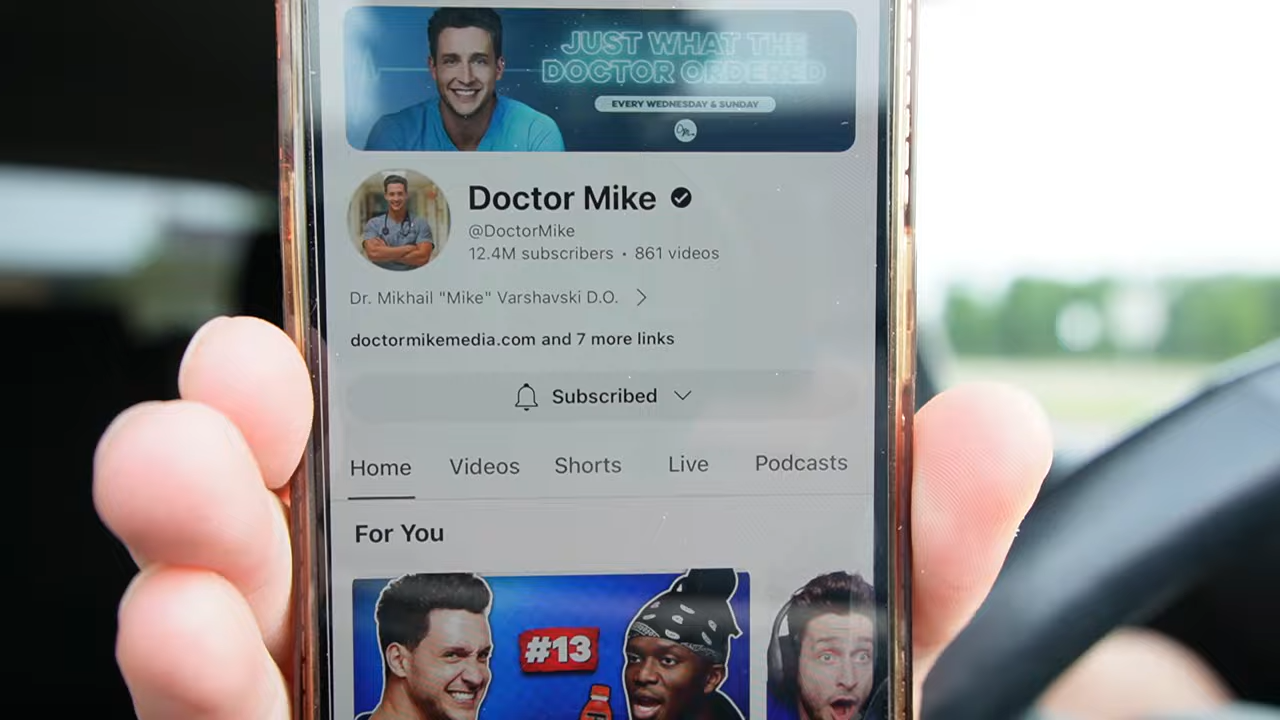 JUST WHAT THE
DOCTOR ORDERED
EVERY WEDNESDAY & SUNDAY
Doctor Mike
@DoctorMike
12.4M subscribers • 861 videos
Dr. Mikhail "Mike" Varshavski D.O.
doctormikemedia.com and 7 more links
Subscribed
Home Videos Shorts Live Podcasts
For You
#13